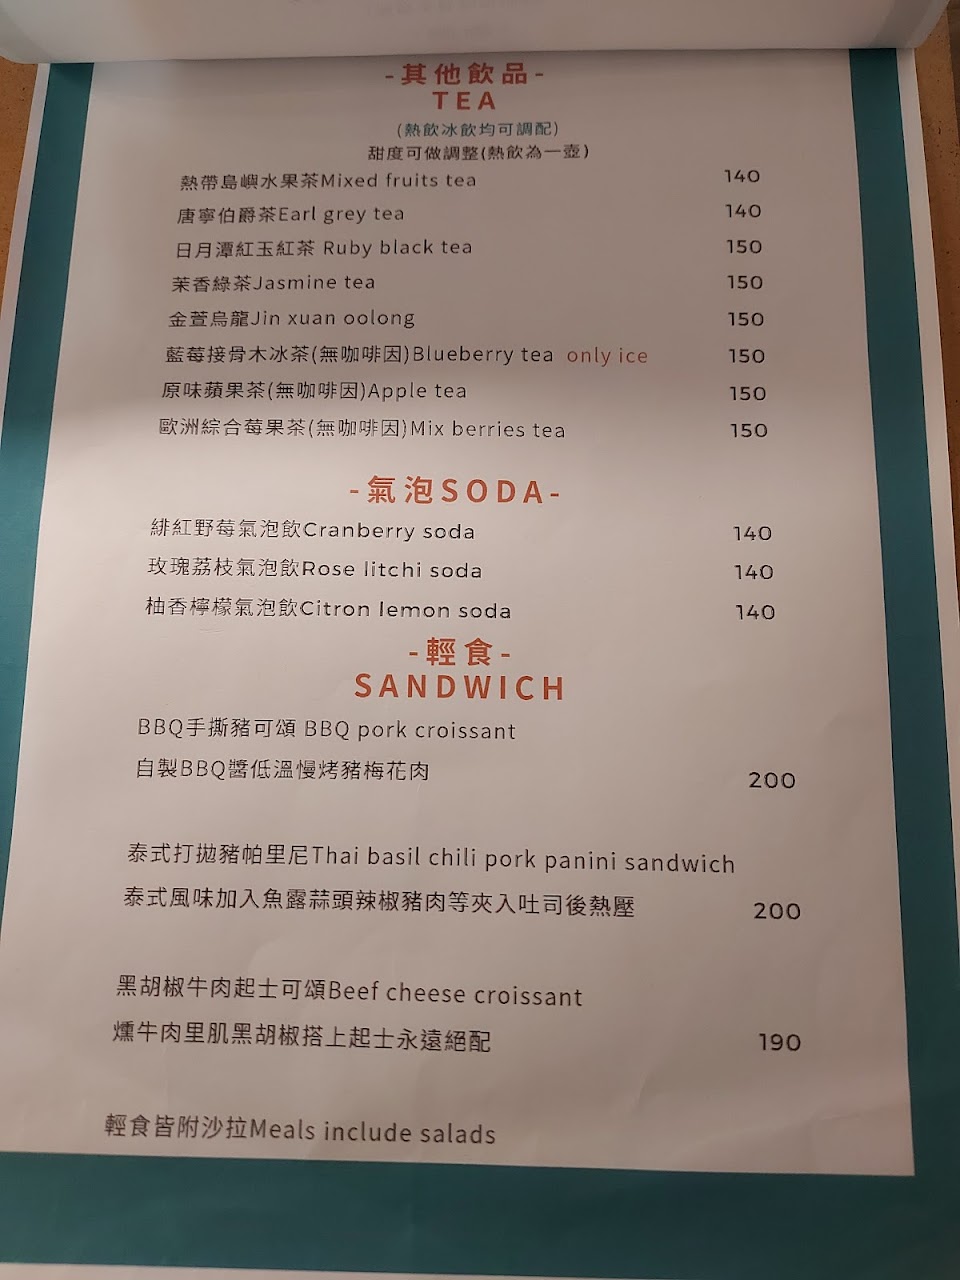 -其他飲品-
TEA
(熱飲冰飲均可調配)
甜度可做調整(熱飲為一壺)
熱帶島嶼水果茶Mixed fruits tea 140
唐寧伯爵茶Earl grey tea 140
日月潭紅玉紅茶 Ruby black tea 150
茉香綠茶Jasmine tea 150
金萱烏龍Jin xuan oolong 150
藍莓接骨木冰茶(無咖啡因)Blueberry tea only ice 150
原味蘋果茶(無咖啡因)Apple tea 150
歐洲綜合莓果茶(無咖啡因)Mix berries tea 150
-氣泡SODA-
緋紅野莓氣泡飲Cranberry soda 140
玫瑰荔枝氣泡飲Rose litchi soda 140
柚香檸檬氣泡飲Citron lemon soda 140
-輕食-
SANDWICH
BBQ手撕豬可頌 BBQ pork croissant
自製BBQ醬低溫慢烤豬梅花肉 200
泰式打拋豬帕里尼Thai basil chili pork panini sandwich
泰式風味加入魚露蒜頭辣椒豬肉等夾入吐司後熱壓 200
黑胡椒牛肉起士可頌Beef cheese croissant
燻牛肉里肌黑胡椒搭上起士永遠絕配 190
輕食皆附沙拉Meals include salads